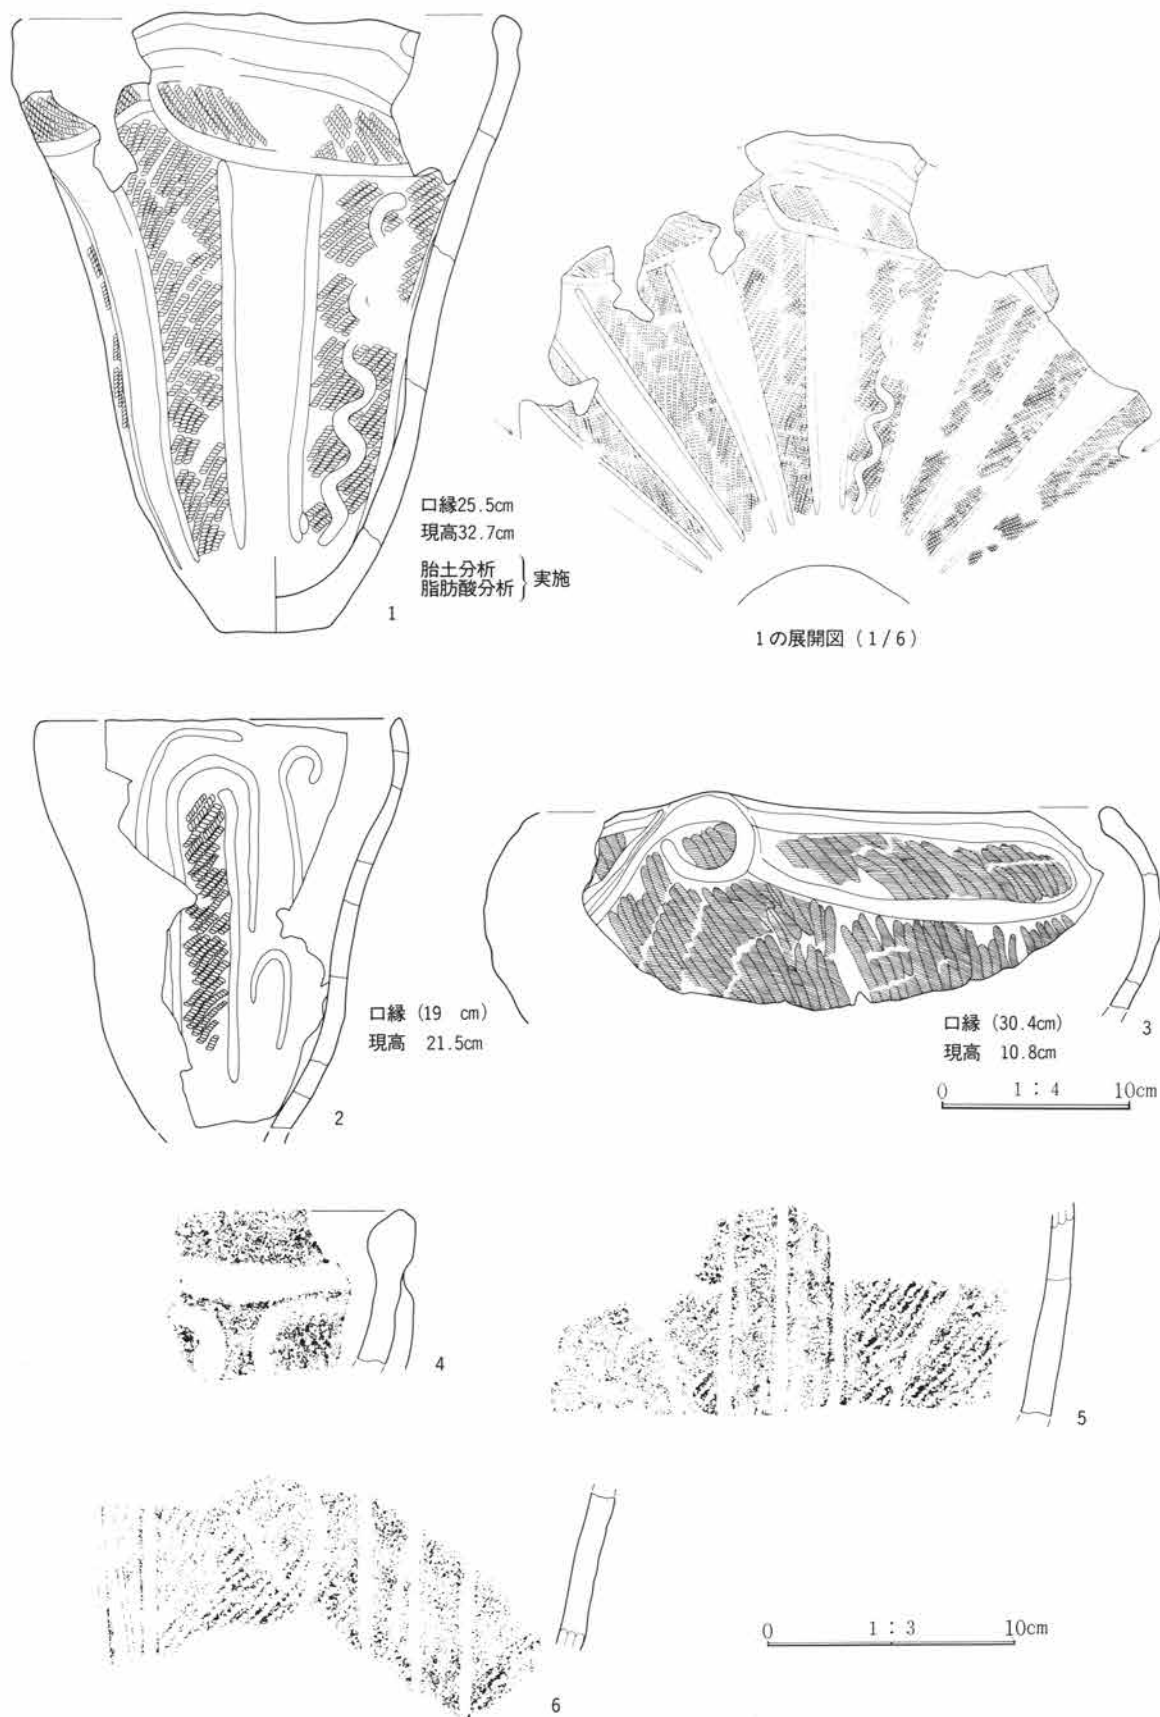 口縁25.5cm
現高32.7cm
胎土分析
脂肪酸分析 } 実施
1
1の展開図(1/6)
口縁(19 cm)
現高 21.5cm
2
口縁(30.4cm)
現高 10.8cm
3
0 1:4 10cm
4
5
0 1:3 10cm
6